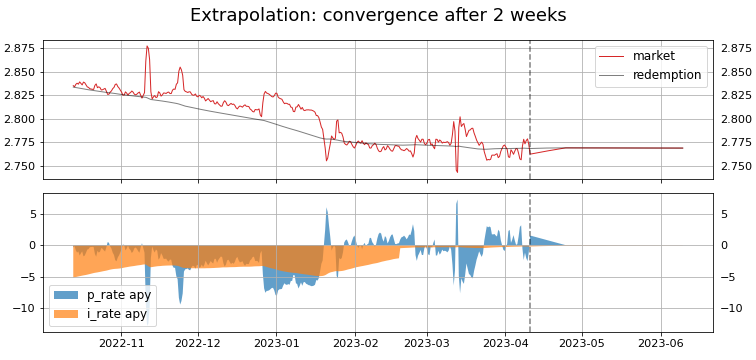 Extrapolation: convergence after 2 weeks
2.875 2.875
2.850 2.850
2.825 2.825
2.800 2.800
2.775 2.775
2.750 2.750
market
redemption
5 5
0 0
−5 −5
−10 −10
p_rate apy
i_rate apy
2022-11 2022-12 2023-01 2023-02 2023-03 2023-04 2023-05 2023-06